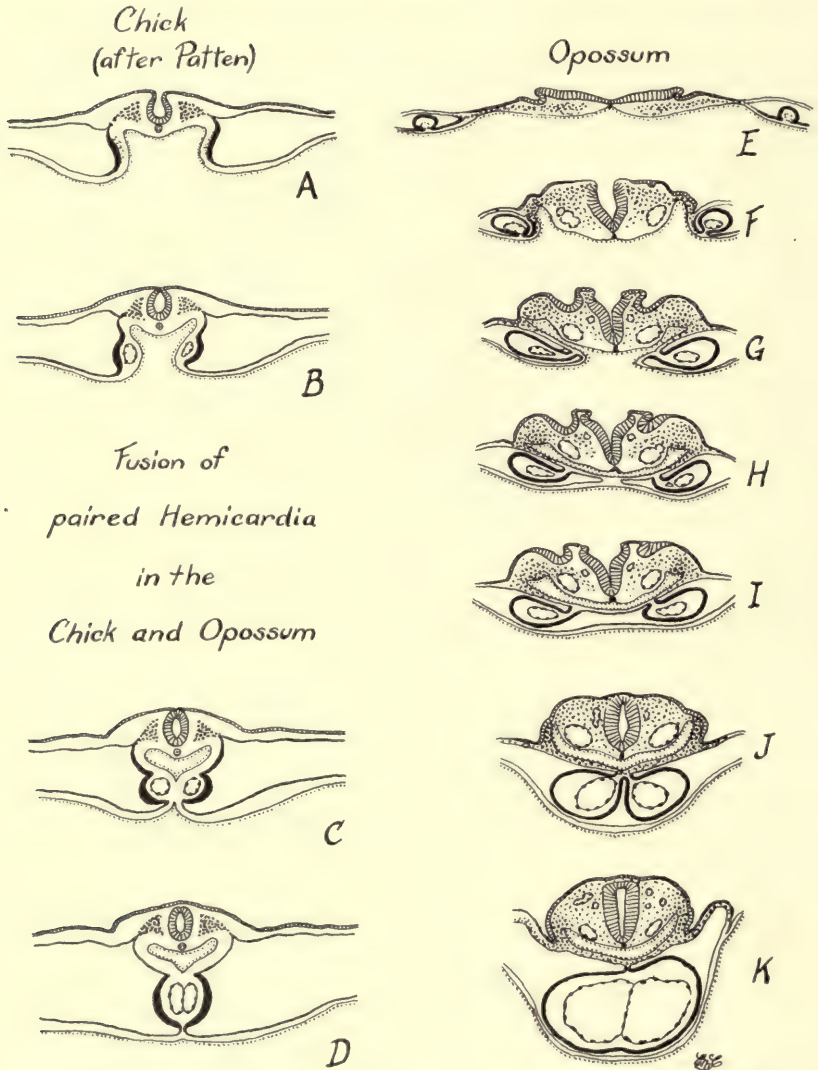 Chick
(after Patten)
A
B
Fusion of
paired Hemicardia
in the
Chick and Opossum
C
D
Opossum
E
F
G
H
I
J
K